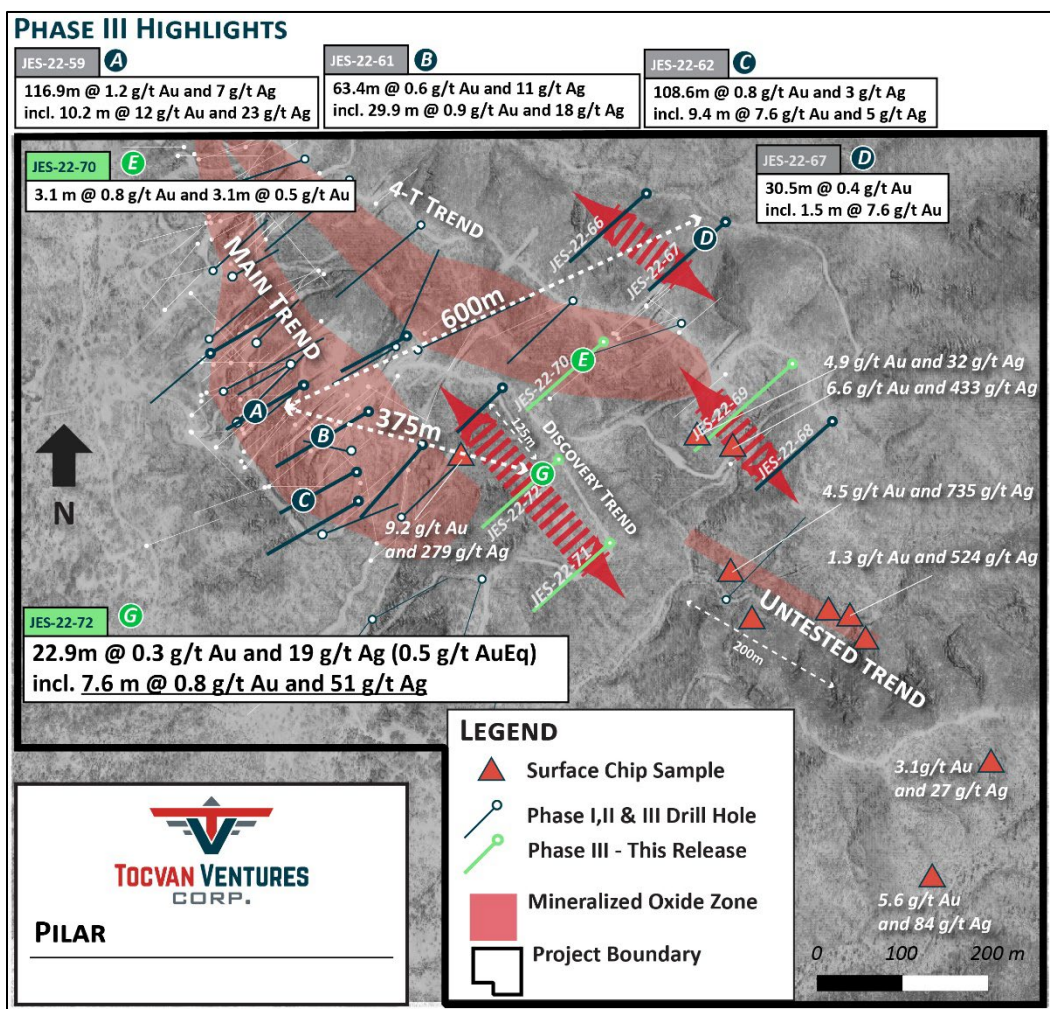 PHASE III HIGHLIGHTS
JES-22-59 A
116.9m @ 1.2 g/t Au and 7 g/t Ag
incl. 10.2 m @ 12 g/t Au and 23 g/t Ag
JES-22-61 B
63.4m @ 0.6 g/t Au and 11 g/t Ag
incl. 29.9 m @ 0.9 g/t Au and 18 g/t Ag
JES-22-62 C
108.6m @ 0.8 g/t Au and 3 g/t Ag
incl. 9.4 m @ 7.6 g/t Au and 5 g/t Ag
JES-22-70 E
3.1 m @ 0.8 g/t Au and 3.1m @ 0.5 g/t Au
JES-22-67 D
30.5m @ 0.4 g/t Au
incl. 1.5 m @ 7.6 g/t Au
4-T TREND
MAIN TREND
JES-22-66
JES-22-67
D
600m
JES-22-70
E
4.9 g/t Au and 32 g/t Ag
6.6 g/t Au and 433 g/t Ag
JES-22-69
JES-22-68
A
B
C
375m
125m
DISCOVERY TREND
G
JES-22-72
JES-22-71
9.2 g/t Au
and 279 g/t Ag
4.5 g/t Au and 735 g/t Ag
1.3 g/t Au and 524 g/t Ag
UNTESTED TREND
200m
N
JES-22-72 G
22.9m @ 0.3 g/t Au and 19 g/t Ag (0.5 g/t AuEq)
incl. 7.6 m @ 0.8 g/t Au and 51 g/t Ag
LEGEND
Surface Chip Sample
Phase I,II & III Drill Hole
Phase III - This Release
Mineralized Oxide Zone
Project Boundary
3.1g/t Au
and 27 g/t Ag
5.6 g/t Au
and 84 g/t Ag
0 100 200 m
TOCVAN VENTURES
CORP.
PILAR